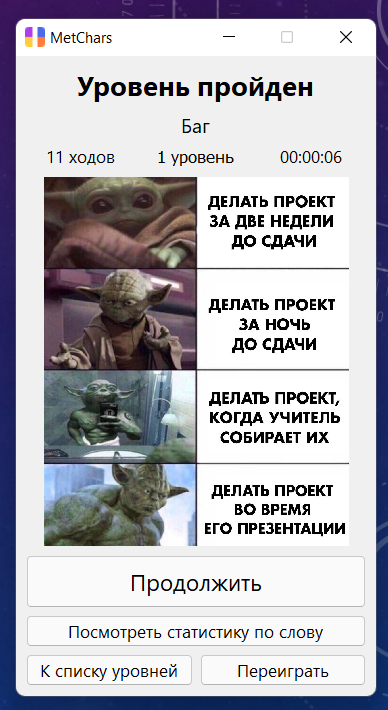 MetChars
Уровень пройден
Баг
11 ходов 1 уровень 00:00:06
ДЕЛАТЬ ПРОЕКТ
ЗА ДВЕ НЕДЕЛИ
ДО СДАЧИ
ДЕЛАТЬ ПРОЕКТ
ЗА НОЧЬ
ДО СДАЧИ
ДЕЛАТЬ ПРОЕКТ,
КОГДА УЧИТЕЛЬ
СОБИРАЕТ ИХ
ДЕЛАТЬ ПРОЕКТ
ВО ВРЕМЯ
ЕГО ПРЕЗЕНТАЦИИ
Продолжить
Посмотреть статистику по слову
К списку уровней Переиграть